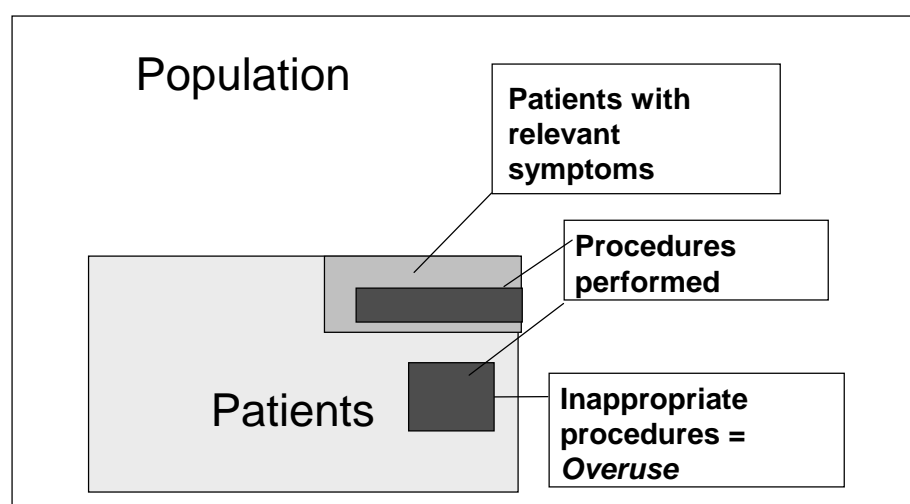 Population
Patients with
relevant
symptoms
Procedures
performed
Patients
Inappropriate
procedures =
Overuse